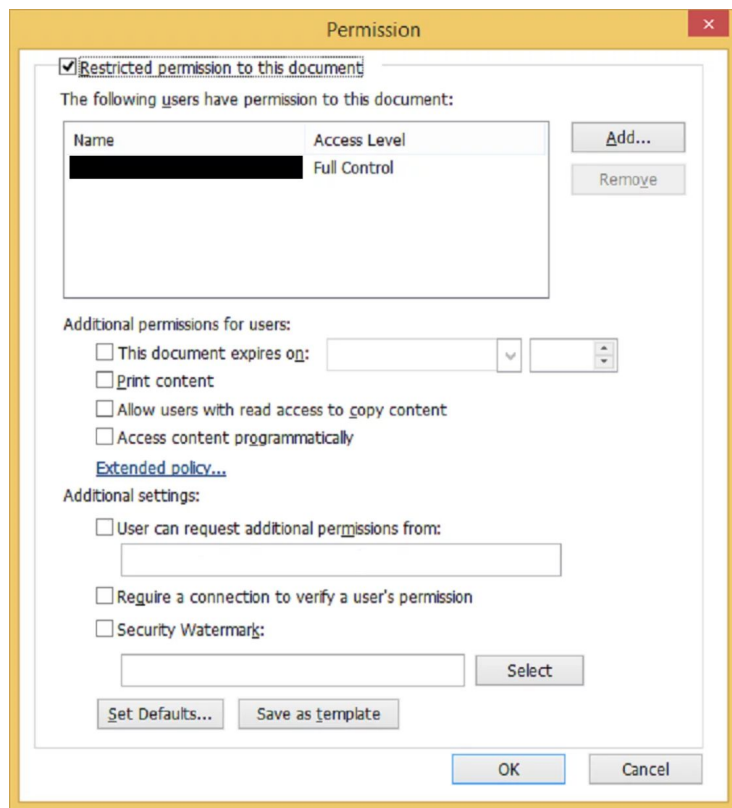 Permission
Restricted permission to this document
The following users have permission to this document:
Name Access Level Add...
Full Control
Remove
Additional permissions for users:
This document expires on:
Print content
Allow users with read access to copy content
Access content programmatically
Extended policy...
Additional settings:
User can request additional permissions from:
Require a connection to verify a user's permission
Security Watermark:
Select
Set Defaults... Save as template
OK Cancel